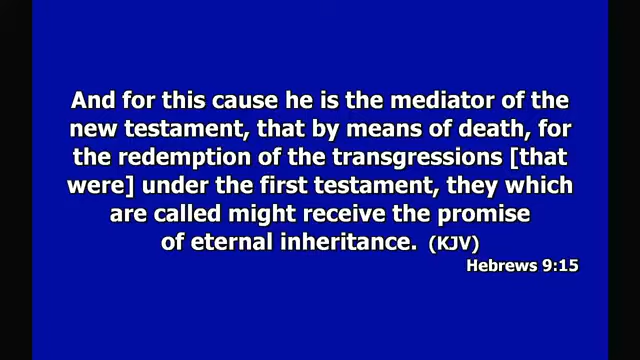 And for this cause he is the mediator of the
new testament, that by means of death, for
the redemption of the transgressions [that
were] under the first testament, they which
are called might receive the promise
of eternal inheritance. (KJV)
Hebrews 9:15